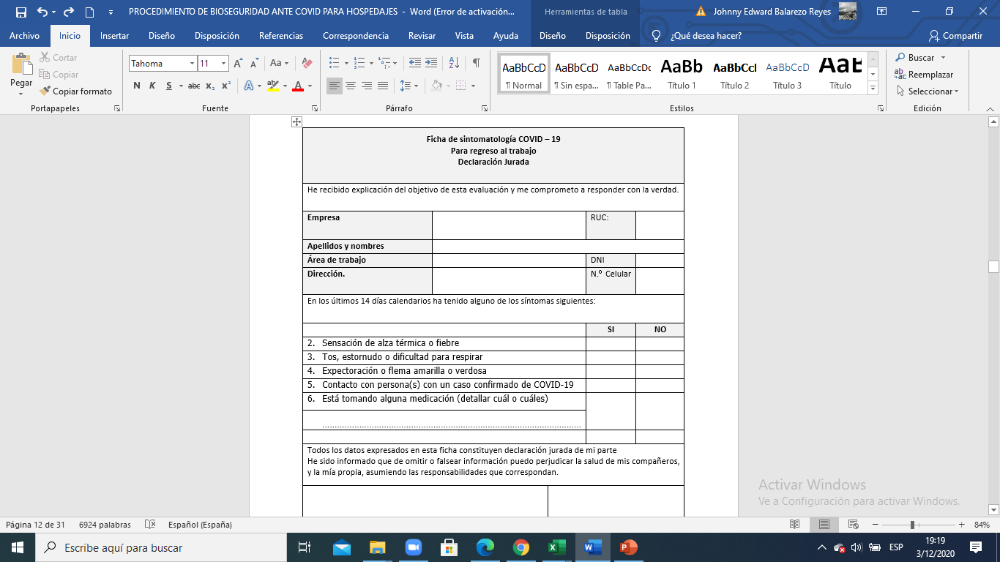 PROCEDIMIENTO DE BIOSEGURIDAD ANTE COVID PARA HOSPEDAJES - Word (Error de activación...
Herramientas de tabla
Johnny Edward Balarezo Reyes
Archivo Inicio Insertar Diseño Disposición Referencias Correspondencia Revisar Vista Ayuda Diseño Disposición ¿Qué desea hacer? Compartir
Pegar
Cortar
Copiar
Copiar formato
Portapapeles
Tahoma 11
N K S abc x₂ x²
Fuente
Párrafo
AaBbCcD AaBbCcD AaBbCcDc AaBb AaBbCcI AaBbCcD AaBb
¶ Normal ¶ Sin espa... ¶ Table Pa... Título 1 Título 2 Título 3 Título
Estilos
Buscar
Reemplazar
Seleccionar
Edición
Ficha de sintomatología COVID – 19
Para regreso al trabajo
Declaración Jurada
He recibido explicación del objetivo de esta evaluación y me comprometo a responder con la verdad.
Empresa RUC:
Apellidos y nombres
Área de trabajo DNI
Dirección. N.º Celular
En los últimos 14 días calendarios ha tenido alguno de los síntomas siguientes:
SI NO
2. Sensación de alza térmica o fiebre
3. Tos, estornudo o dificultad para respirar
4. Expectoración o flema amarilla o verdosa
5. Contacto con persona(s) con un caso confirmado de COVID-19
6. Está tomando alguna medicación (detallar cuál o cuáles)
Todos los datos expresados en esta ficha constituyen declaración jurada de mi parte
He sido informado que de omitir o falsear información puedo perjudicar la salud de mis compañeros,
y la mía propia, asumiendo las responsabilidades que correspondan.
Activar Windows
Ve a Configuración para activar Windows.
Página 12 de 31 6924 palabras Español (España) 84%
Escribe aquí para buscar
ESP
19:19
3/12/2020